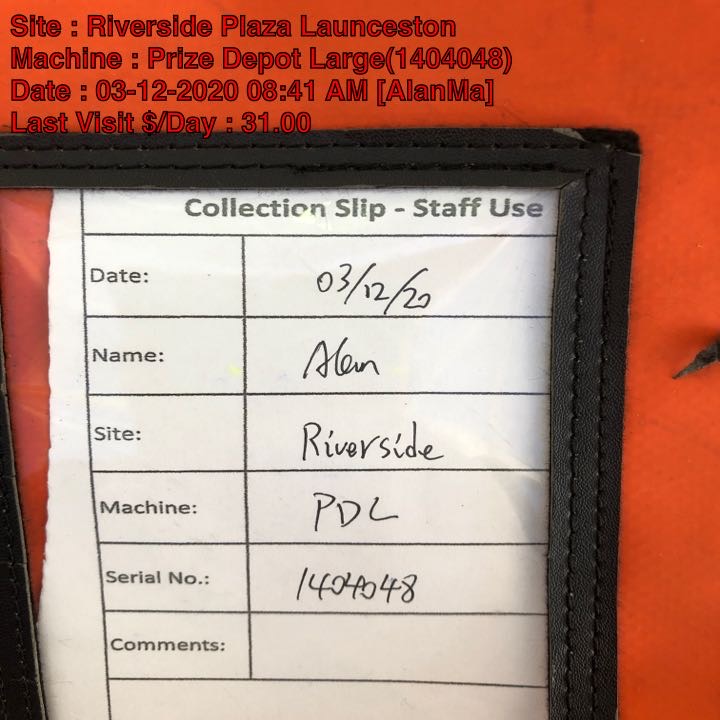 Site : Riverside Plaza Launceston
Machine : Prize Depot Large(1404048)
Date : 03-12-2020 08:41 AM [AlanMa]
Last Visit $/Day : 31.00
Collection Slip - Staff Use
Date: 03/12/20
Name: Alan
Site: Riverside
Machine: PDL
Serial No.: 1404048
Comments: